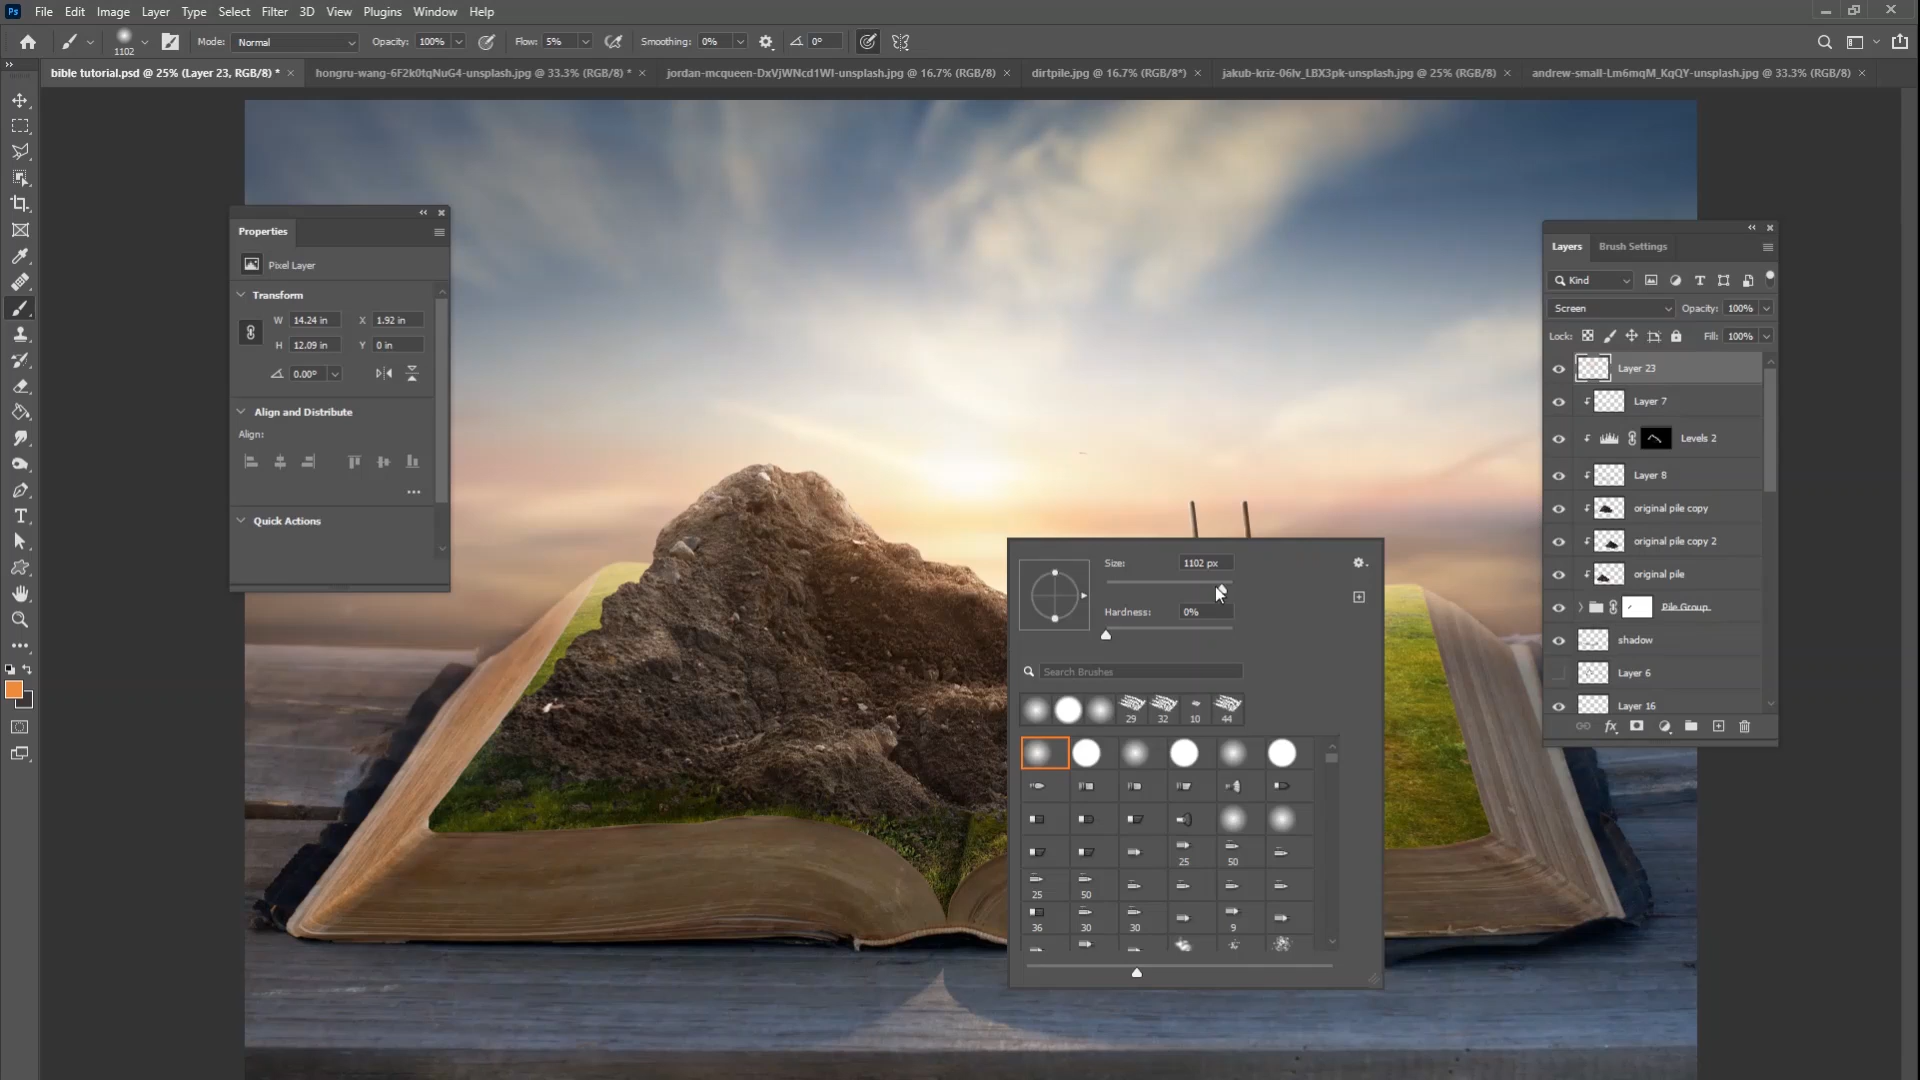 Ps File Edit Image Layer Type Select Filter 3D View Plugins Window Help
1102 Mode: Normal Opacity: 100% Flow: 5% Smoothing: 0% 0°
bible tutorial.psd @ 25% (Layer 23, RGB/8) * hongru-wang-6F2k0tqNuG4-unsplash.jpg @ 33.3% (RGB/8) * jordan-mcqueen-DxVjWNcd1WI-unsplash.jpg @ 16.7% (RGB/8) dirtpile.jpg @ 16.7% (RGB/8*) jakub-kriz-06lv_LBX3pk-unsplash.jpg @ 25% (RGB/8) andrew-small-Lm6mqM_KqQY-unsplash.jpg @ 33.3% (RGB/8)
Properties
Pixel Layer
Transform
W 14.24 in X 1.92 in
H 12.09 in Y 0 in
0.00°
Align and Distribute
Align:
Quick Actions
Size: 1102 px
Hardness: 0%
Search Brushes
29 32 10 44
25 50
25 50
36 30 30 9
Layers Brush Settings
Kind
Screen Opacity: 100%
Lock: Fill: 100%
Layer 23
Layer 7
Levels 2
Layer 8
original pile copy
original pile copy 2
original pile
Pile Group
shadow
Layer 6
Layer 16
fx